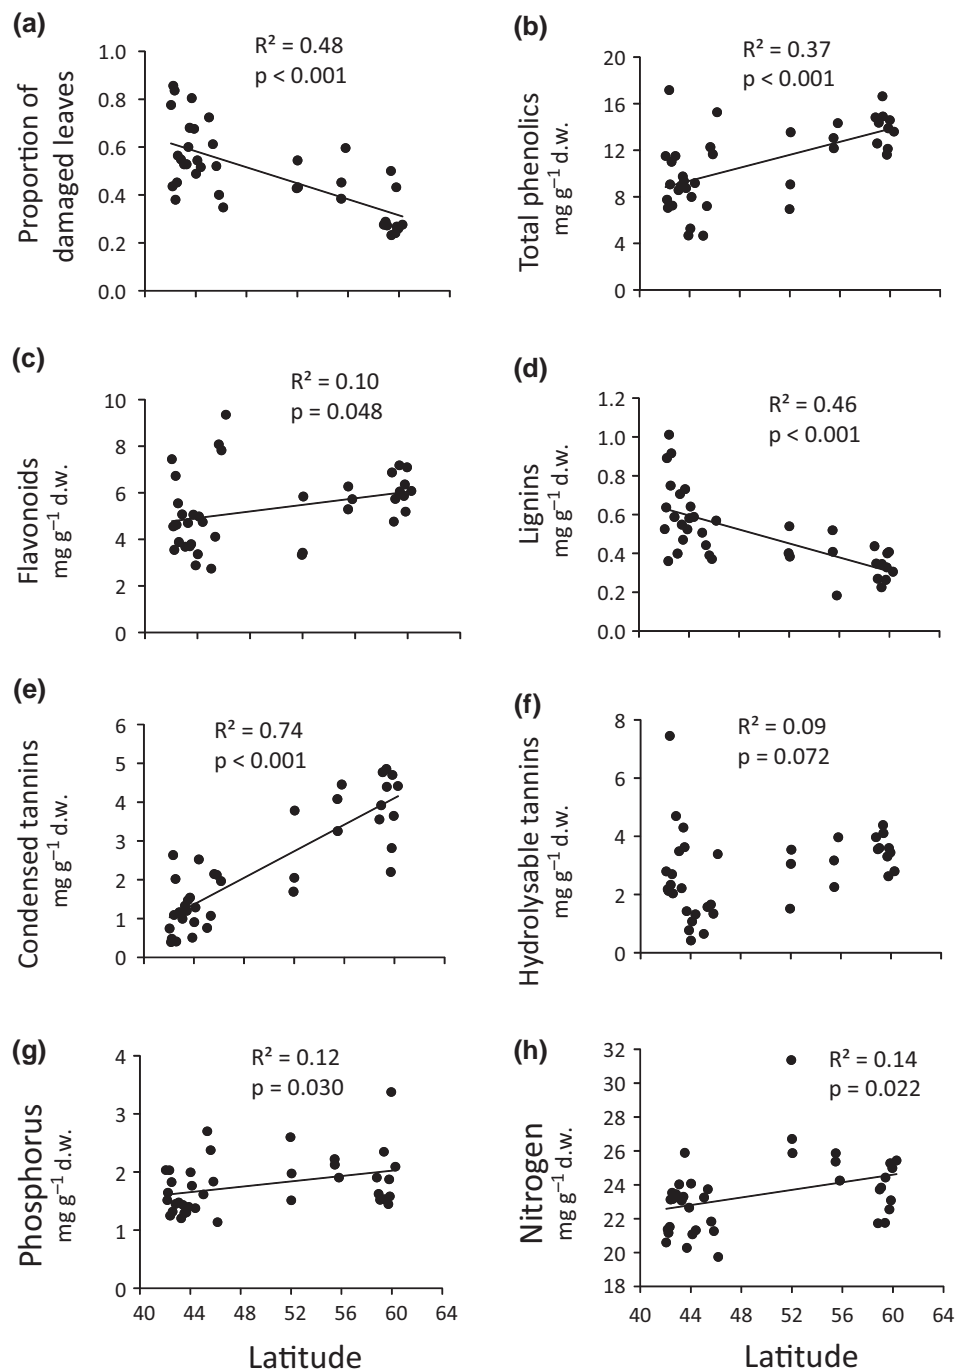 (a)
R² = 0.48
p < 0.001
Proportion of
damaged leaves
1.0
0.8
0.6
0.4
0.2
0.0
(b)
R² = 0.37
p < 0.001
Total phenolics
mg g⁻¹ d.w.
20
16
12
8
4
0
(c)
R² = 0.10
p = 0.048
Flavonoids
mg g⁻¹ d.w.
10
8
6
4
2
0
(d)
R² = 0.46
p < 0.001
Lignins
mg g⁻¹ d.w.
1.2
1.0
0.8
0.6
0.4
0.2
0.0
(e)
R² = 0.74
p < 0.001
Condensed tannins
mg g⁻¹ d.w.
6
5
4
3
2
1
0
(f)
R² = 0.09
p = 0.072
Hydrolysable tannins
mg g⁻¹ d.w.
8
6
4
2
0
(g)
R² = 0.12
p = 0.030
Phosphorus
mg g⁻¹ d.w.
4
3
2
1
0
40 44 48 52 56 60 64
Latitude
(h)
R² = 0.14
p = 0.022
Nitrogen
mg g⁻¹ d.w.
32
30
28
26
24
22
20
18
40 44 48 52 56 60 64
Latitude